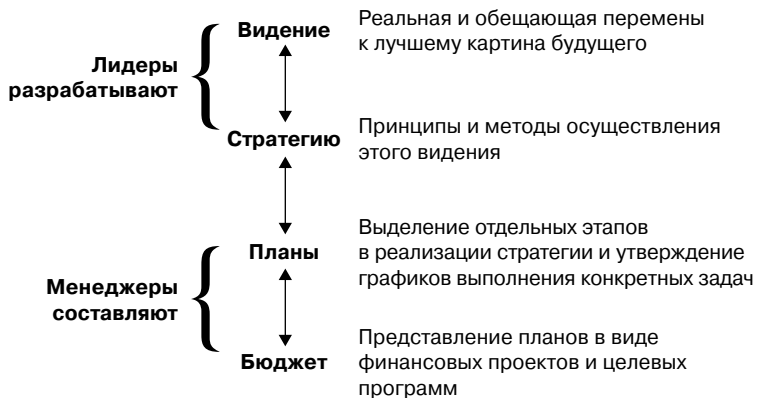 Видение
Реальная и обещающая перемены
к лучшему картина будущего
Лидеры
разрабатывают
Стратегию
Принципы и методы осуществления
этого видения
Планы
Выделение отдельных этапов
в реализации стратегии и утверждение
графиков выполнения конкретных задач
Менеджеры
составляют
Бюджет
Представление планов в виде
финансовых проектов и целевых
программ